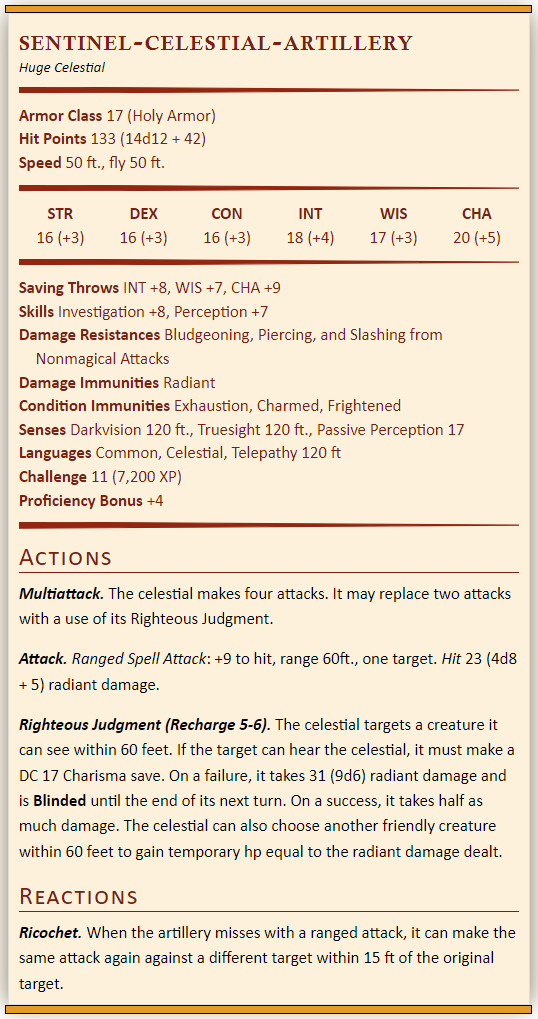 SENTINEL-CELESTIAL-ARTILLERY
Huge Celestial
Armor Class 17 (Holy Armor)
Hit Points 133 (14d12 + 42)
Speed 50 ft., fly 50 ft.
STR DEX CON INT WIS CHA
16 (+3) 16 (+3) 16 (+3) 18 (+4) 17 (+3) 20 (+5)
Saving Throws INT +8, WIS +7, CHA +9
Skills Investigation +8, Perception +7
Damage Resistances Bludgeoning, Piercing, and Slashing from
Nonmagical Attacks
Damage Immunities Radiant
Condition Immunities Exhaustion, Charmed, Frightened
Senses Darkvision 120 ft., Truesight 120 ft., Passive Perception 17
Languages Common, Celestial, Telepathy 120 ft
Challenge 11 (7,200 XP)
Proficiency Bonus +4
ACTIONS
Multiattack. The celestial makes four attacks. It may replace two attacks
with a use of its Righteous Judgment.
Attack. Ranged Spell Attack: +9 to hit, range 60ft., one target. Hit 23 (4d8
+ 5) radiant damage.
Righteous Judgment (Recharge 5-6). The celestial targets a creature it
can see within 60 feet. If the target can hear the celestial, it must make a
DC 17 Charisma save. On a failure, it takes 31 (9d6) radiant damage and
is Blinded until the end of its next turn. On a success, it takes half as
much damage. The celestial can also choose another friendly creature
within 60 feet to gain temporary hp equal to the radiant damage dealt.
REACTIONS
Ricochet. When the artillery misses with a ranged attack, it can make the
same attack again against a different target within 15 ft of the original
target.